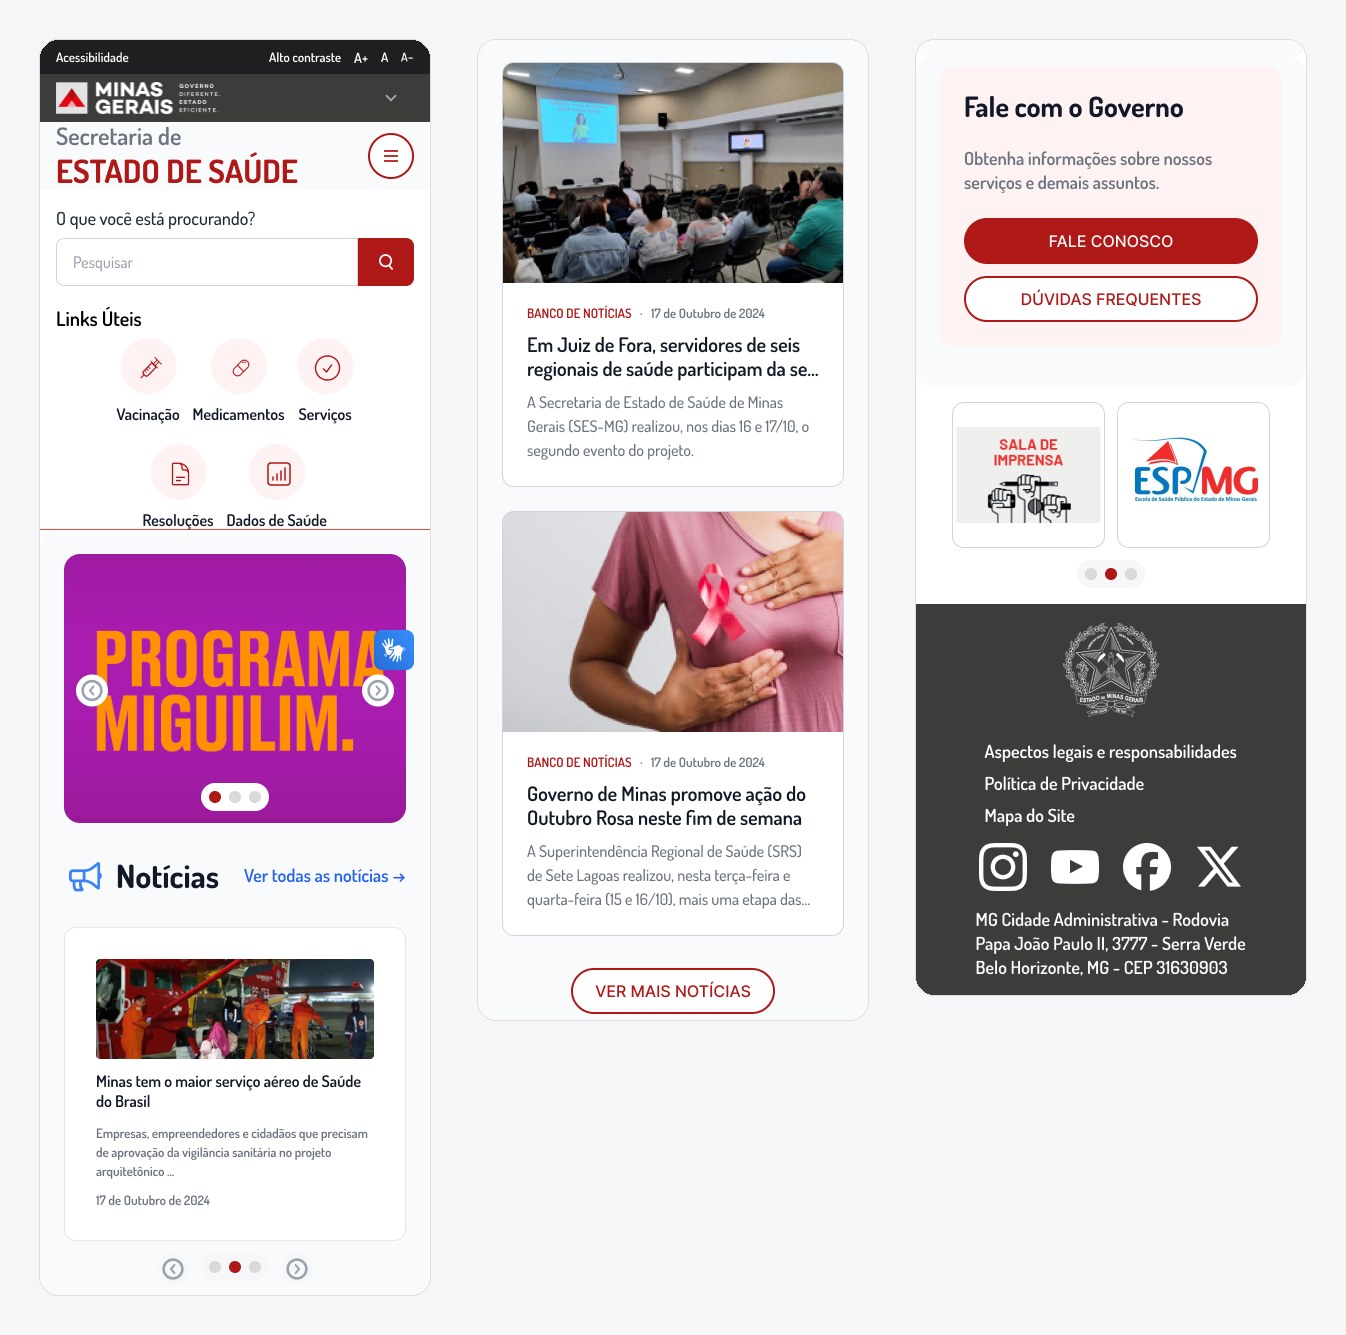 Acessibilidade
Alto contraste A+ A A-
MINAS
GERAIS
GOVERNO
DIFERENTE.
ESTADO
EFICIENTE.
Secretaria de
ESTADO DE SAÚDE
O que você está procurando?
Pesquisar
Links Úteis
Vacinação Medicamentos Serviços
Resoluções Dados de Saúde
PROGRAMA
MIGUILIM.
Notícias
Ver todas as notícias →
Minas tem o maior serviço aéreo de Saúde
do Brasil
Empresas, empreendedores e cidadãos que precisam
de aprovação da vigilância sanitária no projeto
arquitetônico ...
17 de Outubro de 2024
BANCO DE NOTÍCIAS · 17 de Outubro de 2024
Em Juiz de Fora, servidores de seis
regionais de saúde participam da se...
A Secretaria de Estado de Saúde de Minas
Gerais (SES-MG) realizou, nos dias 16 e 17/10, o
segundo evento do projeto.
BANCO DE NOTÍCIAS · 17 de Outubro de 2024
Governo de Minas promove ação do
Outubro Rosa neste fim de semana
A Superintendência Regional de Saúde (SRS)
de Sete Lagoas realizou, nesta terça-feira e
quarta-feira (15 e 16/10), mais uma etapa das...
VER MAIS NOTÍCIAS
Fale com o Governo
Obtenha informações sobre nossos
serviços e demais assuntos.
FALE CONOSCO
DÚVIDAS FREQUENTES
SALA DE
IMPRENSA
ESP/MG
Escola de Saúde Pública do Estado de Minas Gerais
ESTADO DE MINAS GERAIS
Aspectos legais e responsabilidades
Política de Privacidade
Mapa do Site
MG Cidade Administrativa - Rodovia
Papa João Paulo II, 3777 - Serra Verde
Belo Horizonte, MG - CEP 31630903